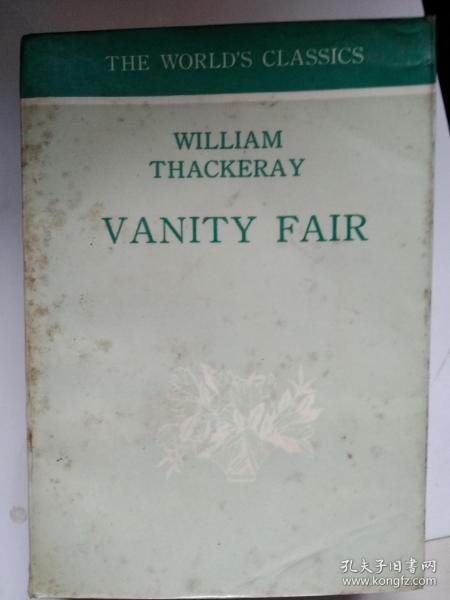 THE WORLD'S CLASSICS
WILLIAM
THACKERAY
VANITY FAIR
孔夫子旧书网
www.kongfz.com